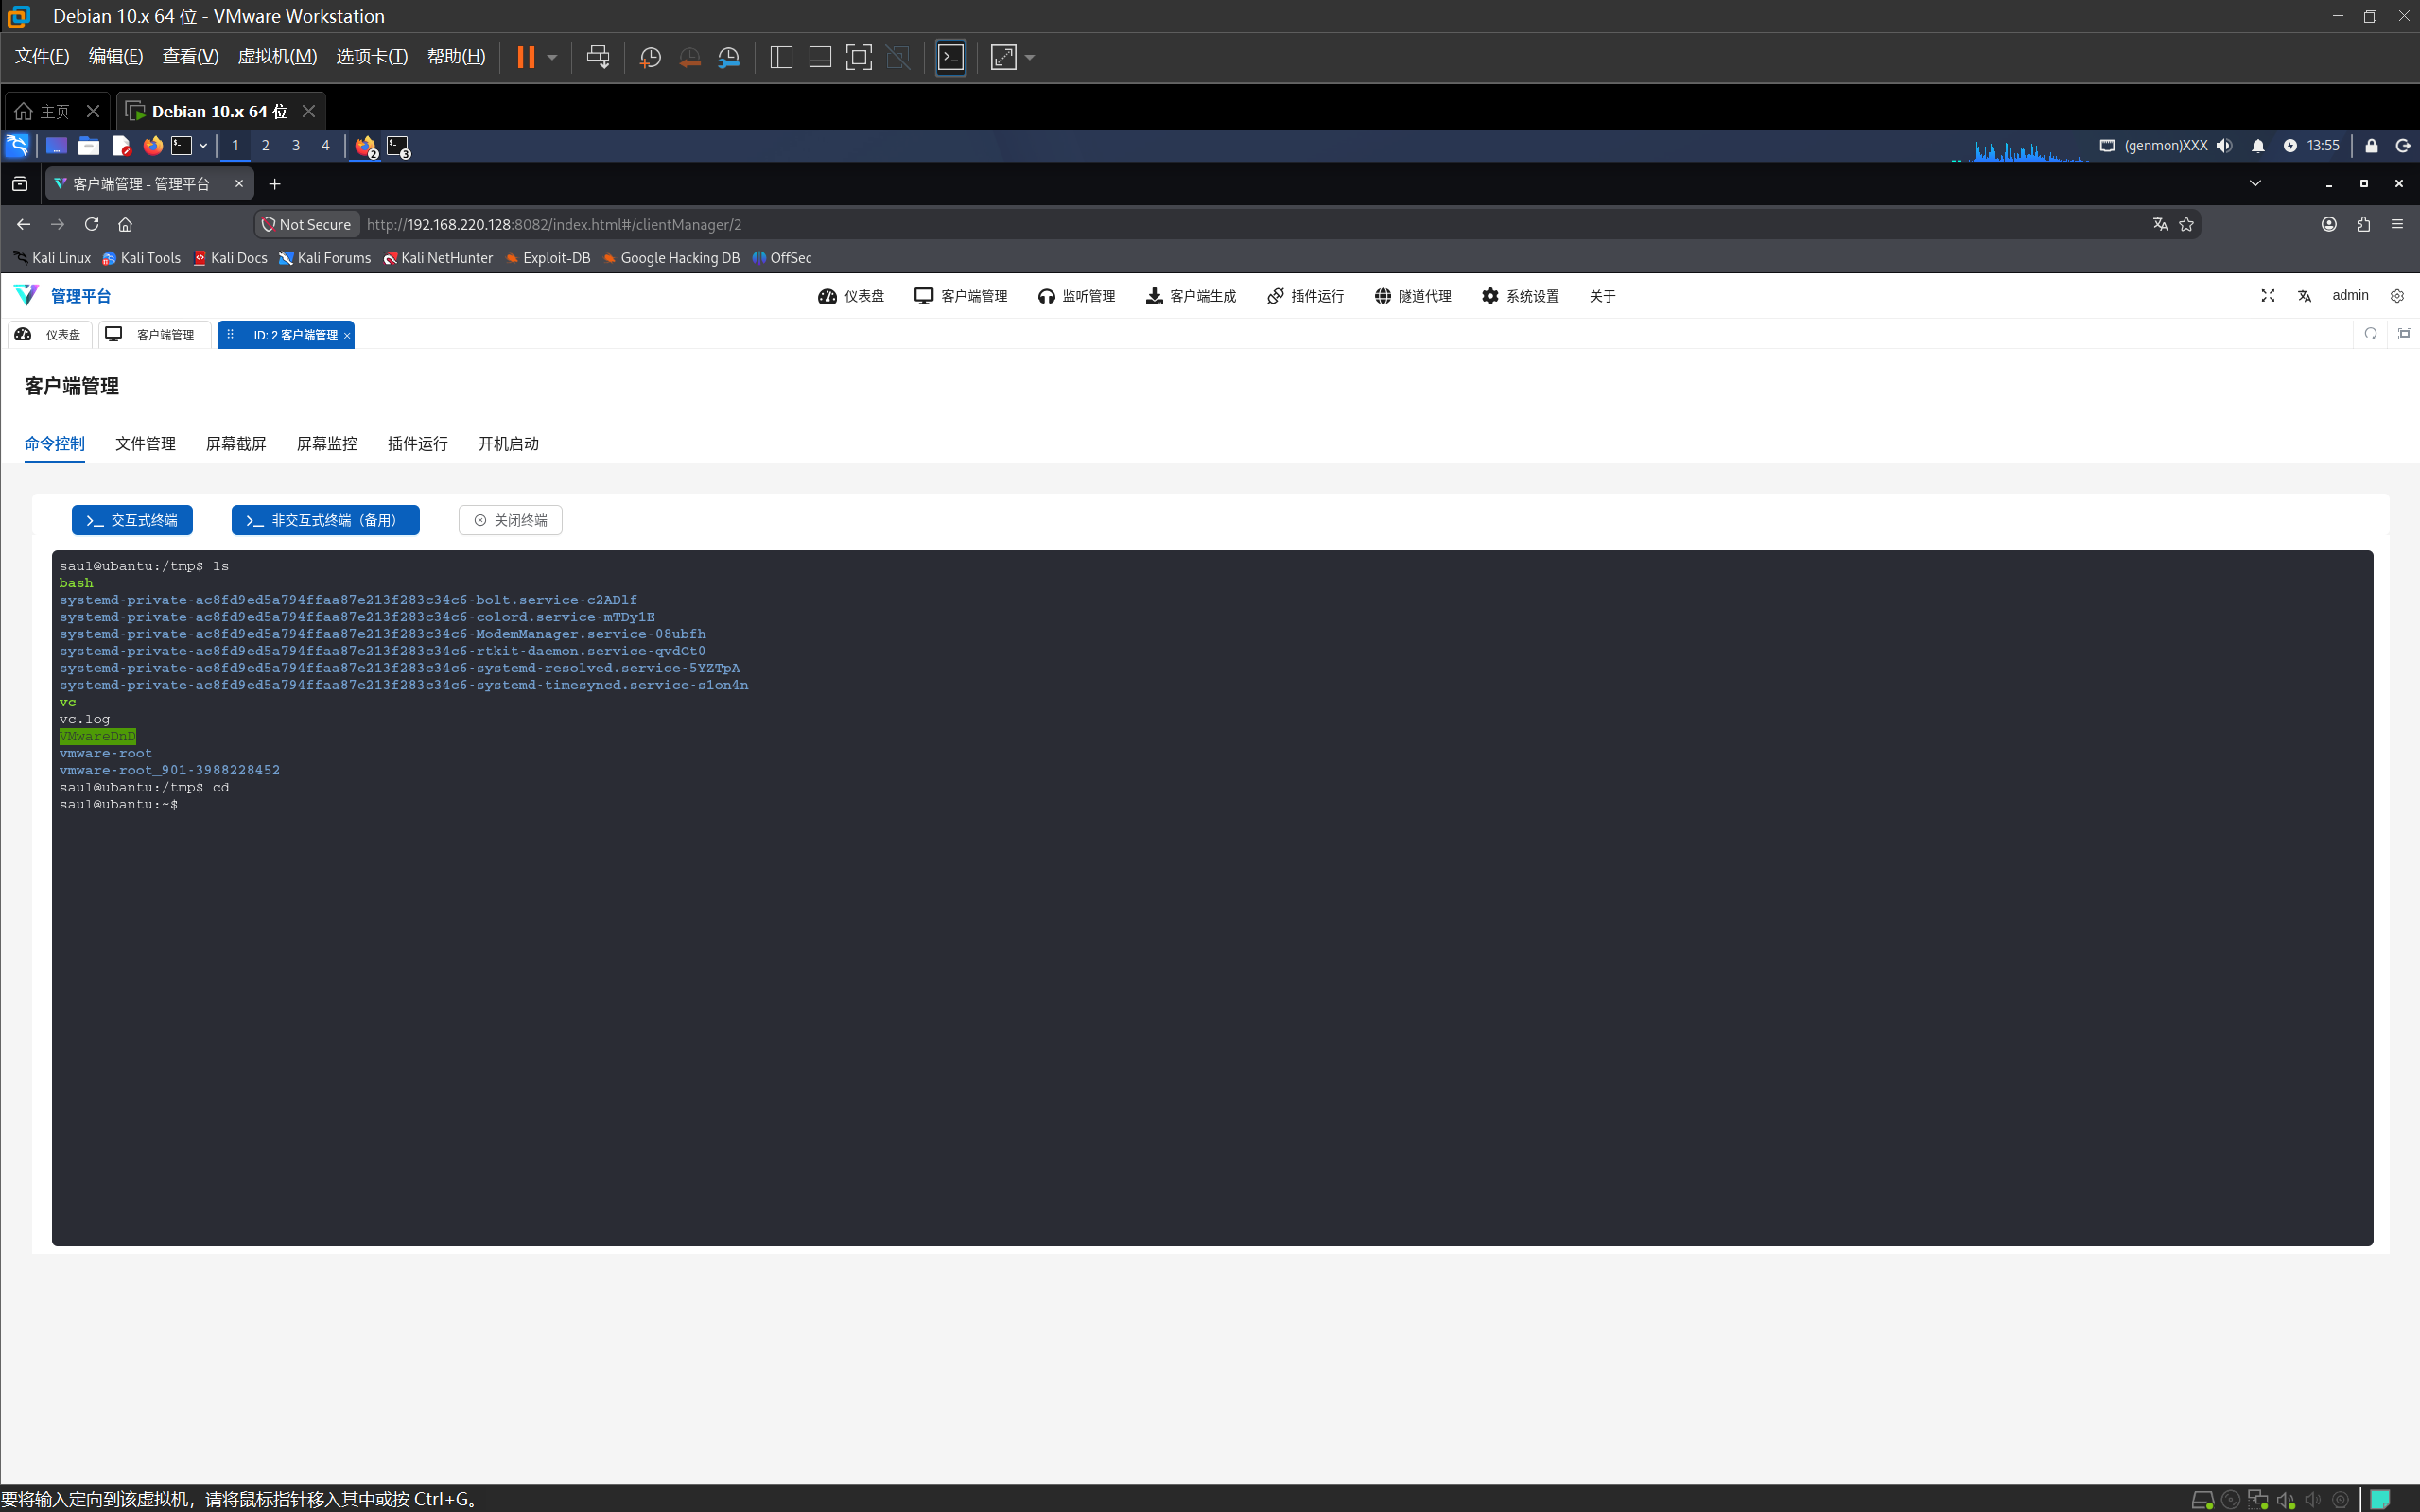 Debian 10.x 64 位 - VMware Workstation
文件(F) 编辑(E) 查看(V) 虚拟机(M) 选项卡(T) 帮助(H)
主页 Debian 10.x 64 位
1 2 3 4 2 3 (genmon)XXX 13:55
客户端管理 - 管理平台
Not Secure http://192.168.220.128:8082/index.html#/clientManager/2
Kali Linux Kali Tools Kali Docs Kali Forums Kali NetHunter Exploit-DB Google Hacking DB OffSec
管理平台 仪表盘 客户端管理 监听管理 客户端生成 插件运行 隧道代理 系统设置 关于 admin
仪表盘 客户端管理 ID: 2 客户端管理
客户端管理
命令控制 文件管理 屏幕截屏 屏幕监控 插件运行 开机启动
交互式终端 非交互式终端（备用） 关闭终端
saul@ubantu:/tmp$ ls
bash
systemd-private-ac8fd9ed5a794ffaa87e213f283c34c6-bolt.service-c2ADlf
systemd-private-ac8fd9ed5a794ffaa87e213f283c34c6-colord.service-mTDy1E
systemd-private-ac8fd9ed5a794ffaa87e213f283c34c6-ModemManager.service-08ubfh
systemd-private-ac8fd9ed5a794ffaa87e213f283c34c6-rtkit-daemon.service-qvdCt0
systemd-private-ac8fd9ed5a794ffaa87e213f283c34c6-systemd-resolved.service-5YZTpA
systemd-private-ac8fd9ed5a794ffaa87e213f283c34c6-systemd-timesyncd.service-s1on4n
vc
vc.log
VMwareDnD
vmware-root
vmware-root_901-3988228452
saul@ubantu:/tmp$ cd
saul@ubantu:~$
要将输入定向到该虚拟机，请将鼠标指针移入其中或按 Ctrl+G。